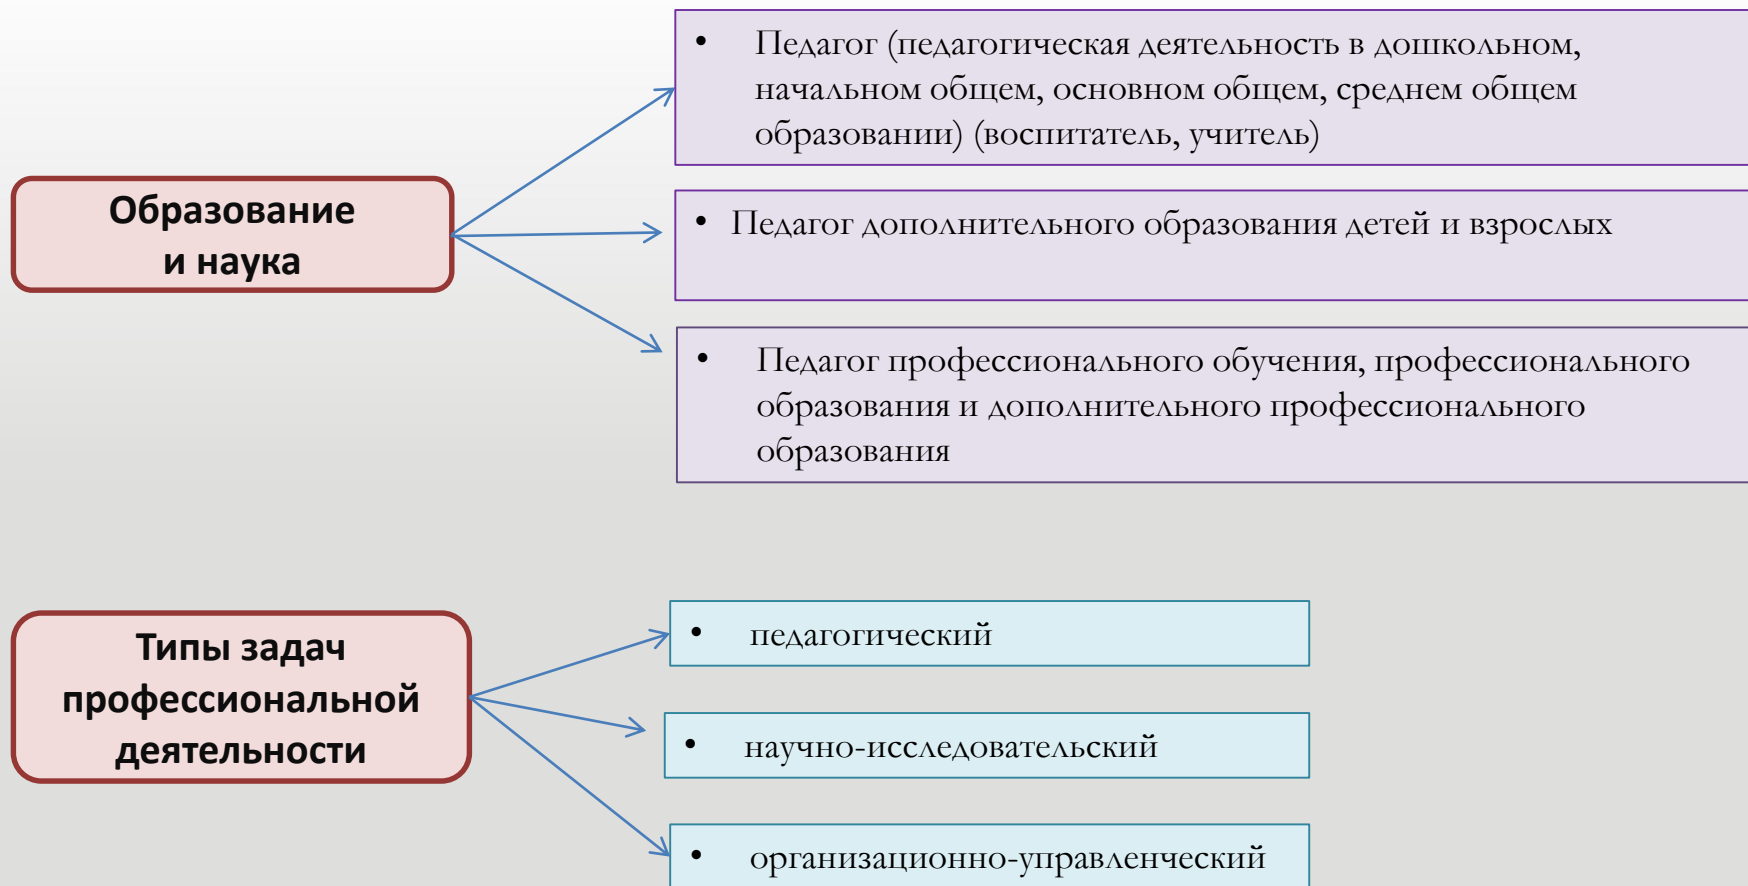 • Педагог (педагогическая деятельность в дошкольном,
начальном общем, основном общем, среднем общем
образовании) (воспитатель, учитель)
Образование
и наука
• Педагог дополнительного образования детей и взрослых
• Педагог профессионального обучения, профессионального
образования и дополнительного профессионального
образования
Типы задач
профессиональной
деятельности
• педагогический
• научно-исследовательский
• организационно-управленческий